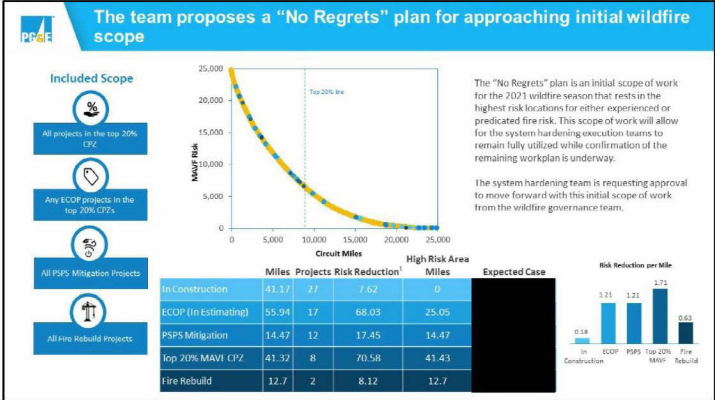 PG&E
The team proposes a “No Regrets” plan for approaching initial wildfire
scope
Included Scope
All projects in the top 20%
CPZ
Any ECOP projects in the
top 20% CPZs
All PSPS Mitigation Projects
All Fire Rebuild Projects
MAVF Risk
25,000
20,000
15,000
10,000
5,000
0
Top 20% line
0 5,000 10,000 15,000 20,000 25,000
Circuit Miles
The “No Regrets” plan is an initial scope of work
for the 2021 wildfire season that rests in the
highest risk locations for either experienced or
predicated fire risk. This scope of work will allow
for the system hardening execution teams to
remain fully utilized while confirmation of the
remaining workplan is underway.
The system hardening team is requesting approval
to move forward with this initial scope of work
from the wildfire governance team.
Miles Projects Risk Reduction¹ High Risk Area Miles Expected Case
In Construction 41.17 27 7.62 0
ECOP (In Estimating) 55.94 17 68.03 25.05
PSPS Mitigation 14.47 12 17.45 14.47
Top 20% MAVF CPZ 41.32 8 70.58 41.43
Fire Rebuild 12.7 2 8.12 12.7
Risk Reduction per Mile
0.18 1.21 1.21 1.71 0.63
In Construction ECOP PSPS Top 20% MAVF Fire Rebuild